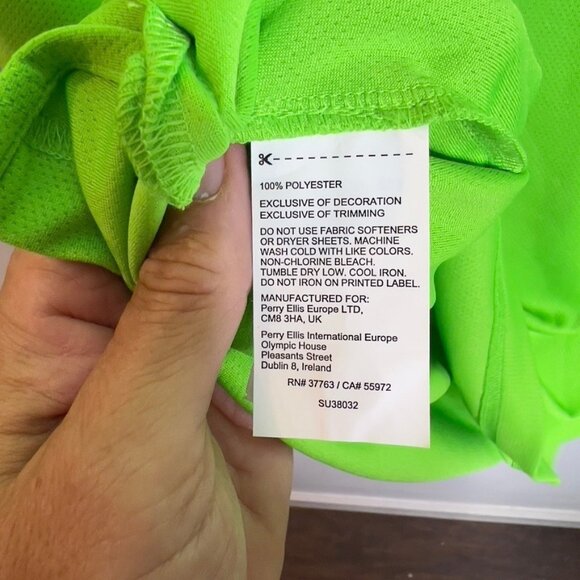 100% POLYESTER
EXCLUSIVE OF DECORATION
EXCLUSIVE OF TRIMMING
DO NOT USE FABRIC SOFTENERS
OR DRYER SHEETS. MACHINE
WASH COLD WITH LIKE COLORS.
NON-CHLORINE BLEACH.
TUMBLE DRY LOW. COOL IRON.
DO NOT IRON ON PRINTED LABEL.
MANUFACTURED FOR:
Perry Ellis Europe LTD,
CM8 3HA, UK
Perry Ellis International Europe
Olympic House
Pleasants Street
Dublin 8, Ireland
RN# 37763 / CA# 55972
SU38032